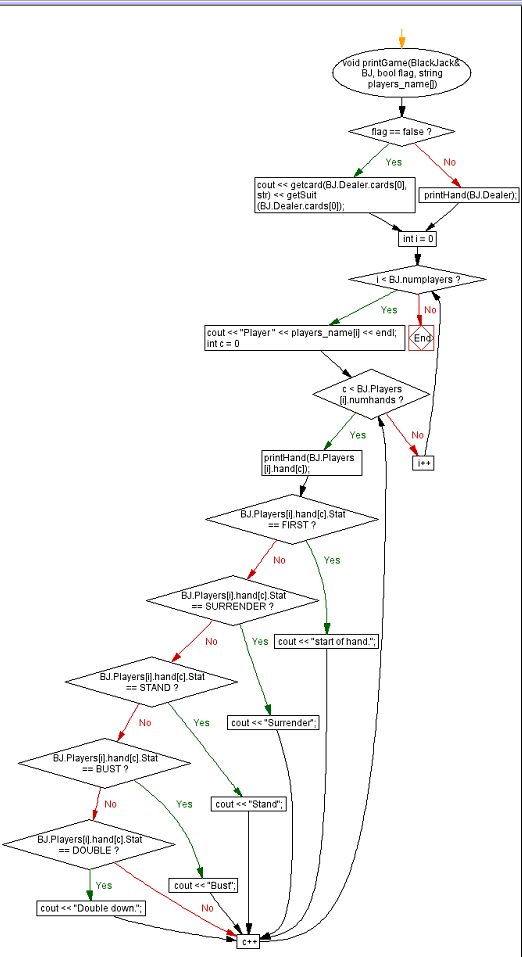 void printGame(BlackJack&
BJ, bool flag, string
players_name[])
flag == false ?
Yes
No
cout << getcard(BJ.Dealer.cards[0],
str) << getSuit
(BJ.Dealer.cards[0]);
printHand(BJ.Dealer);
int i = 0
i < BJ.numplayers ?
Yes
No
cout << "Player " << players_name[i] << endl;
int c = 0
End
c < BJ.Players
[i].numhands ?
Yes
No
printHand(BJ.Players
[i].hand[c]);
i++
BJ.Players[i].hand[c].Stat
== FIRST ?
No
Yes
BJ.Players[i].hand[c].Stat
== SURRENDER ?
No
Yes
cout << "start of hand.";
BJ.Players[i].hand[c].Stat
== STAND ?
No
Yes
cout << "Surrender";
BJ.Players[i].hand[c].Stat
== BUST ?
No
Yes
cout << "Stand";
BJ.Players[i].hand[c].Stat
== DOUBLE ?
Yes
No
cout << "Bust";
cout << "Double down.";
c++